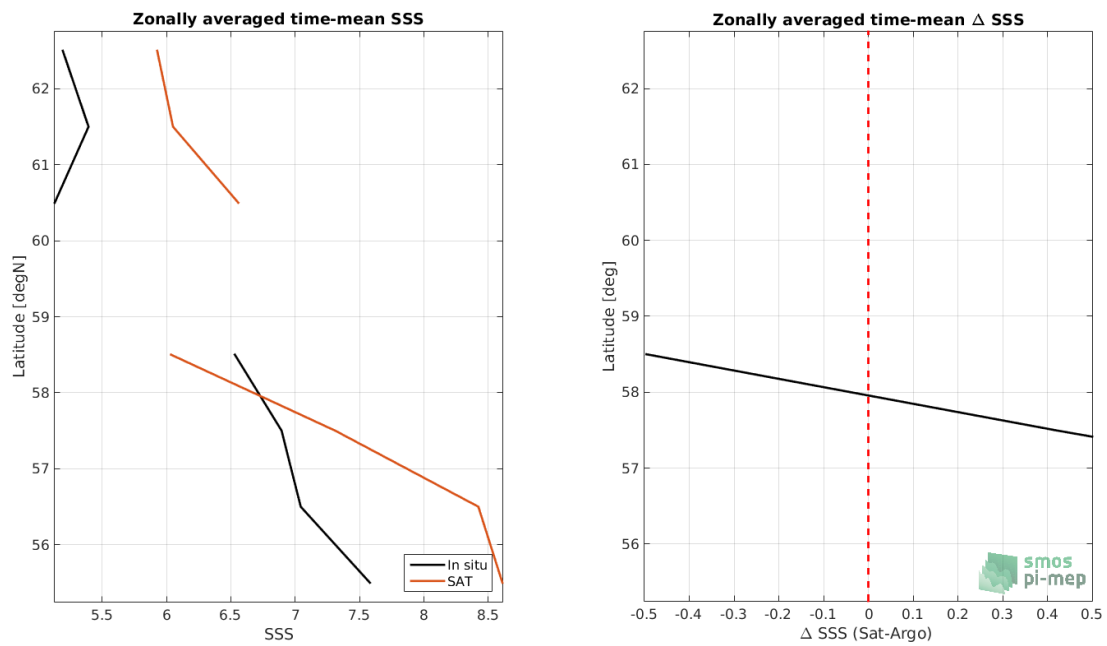 Zonally averaged time-mean SSS
62
61
60
59
58
57
56
Latitude [degN]
5.5 6 6.5 7 7.5 8 8.5
SSS
In situ
SAT
Zonally averaged time-mean Δ SSS
62
61
60
59
58
57
56
Latitude [deg]
-0.5 -0.4 -0.3 -0.2 -0.1 0 0.1 0.2 0.3 0.4 0.5
Δ SSS (Sat-Argo)
smos
pi-mep